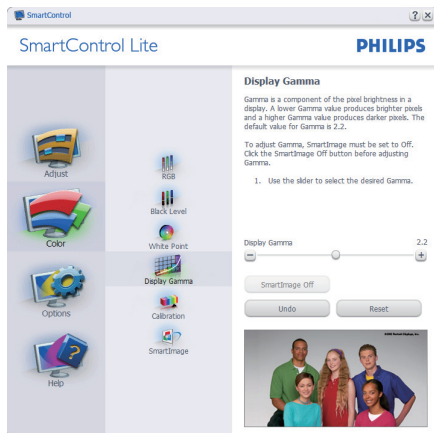 SmartControl
SmartControl Lite
PHILIPS
Adjust
Color
Options
Help
RGB
Black Level
White Point
Display Gamma
Calibration
SmartImage
Display Gamma
Gamma is a component of the pixel brightness in a
display. A lower Gamma value produces brighter pixels
and a higher Gamma value produces darker pixels. The
default value for Gamma is 2.2.
To adjust Gamma, SmartImage must be set to Off.
Click the SmartImage Off button before adjusting
Gamma.
1. Use the slider to select the desired Gamma.
Display Gamma 2.2
SmartImage Off
Undo Reset